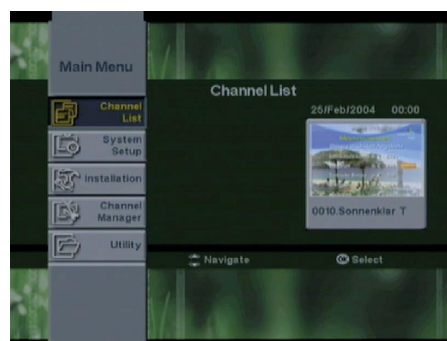 Main Menu
Channel List
25/Feb/2004 00:00
Channel
List
System
Setup
Installation
Channel
Manager
Utility
0010.Sonnenklar T
Navigate
OK Select